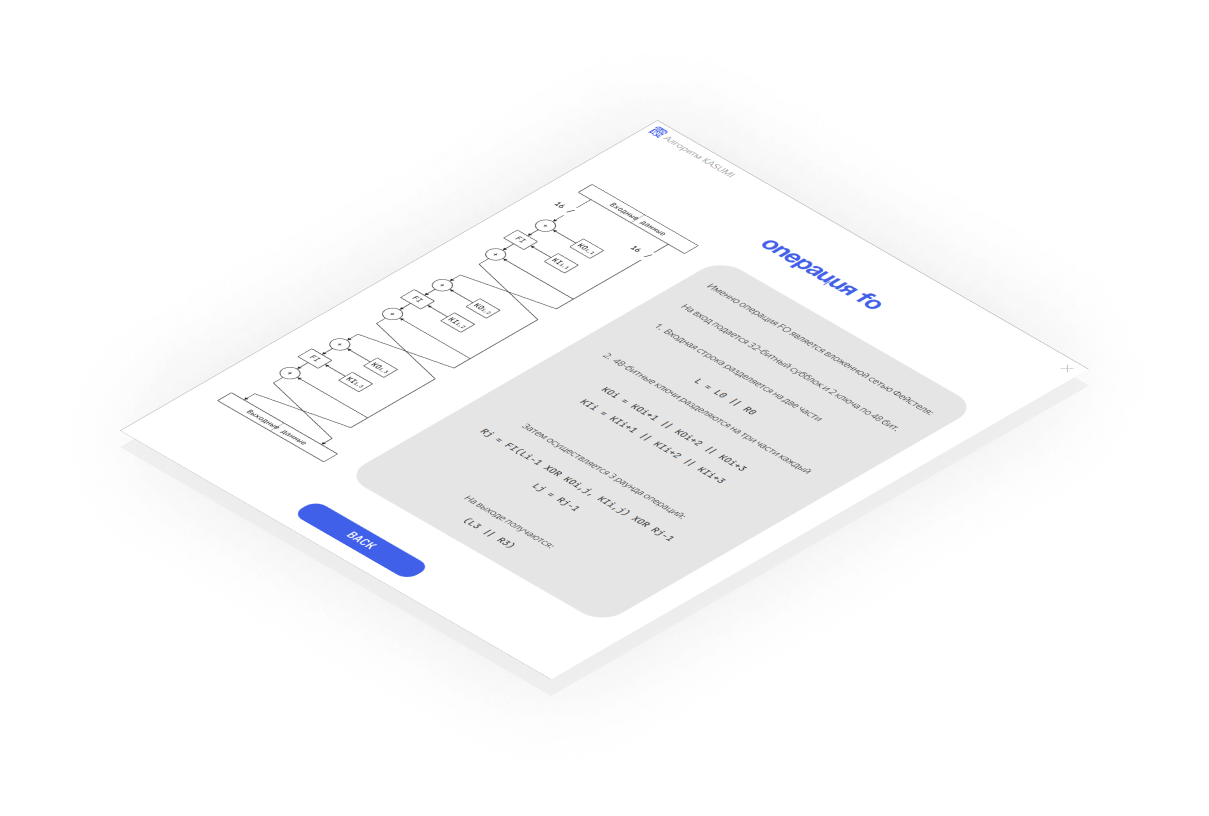 Алгоритм KASUMI
Входные данные
16
16
+
KO₁,₁
FI
KI₁,₁
+
+
KO₁,₂
FI
KI₁,₂
+
+
KO₁,₃
FI
KI₁,₃
+
Выходные данные
BACK
операция fo
Именно операция FO является вложенной сетью Фейстеля:
На вход подается 32-битный субблок и 2 ключа по 48 бит.
1. Входная строка разделяется на две части
L = L0 || R0
2. 48-битные ключи разделяются на три части каждый
KOi = KOi+1 || KOi+2 || KOi+3
KIi = KIi+1 || KIi+2 || KIi+3
Затем осуществляется 3 раунда операций:
Rj = FI(Li-1 XOR KOi,j, KIi,j) XOR Rj-1
Lj = Rj-1
На выходе получаются:
(L3 || R3)